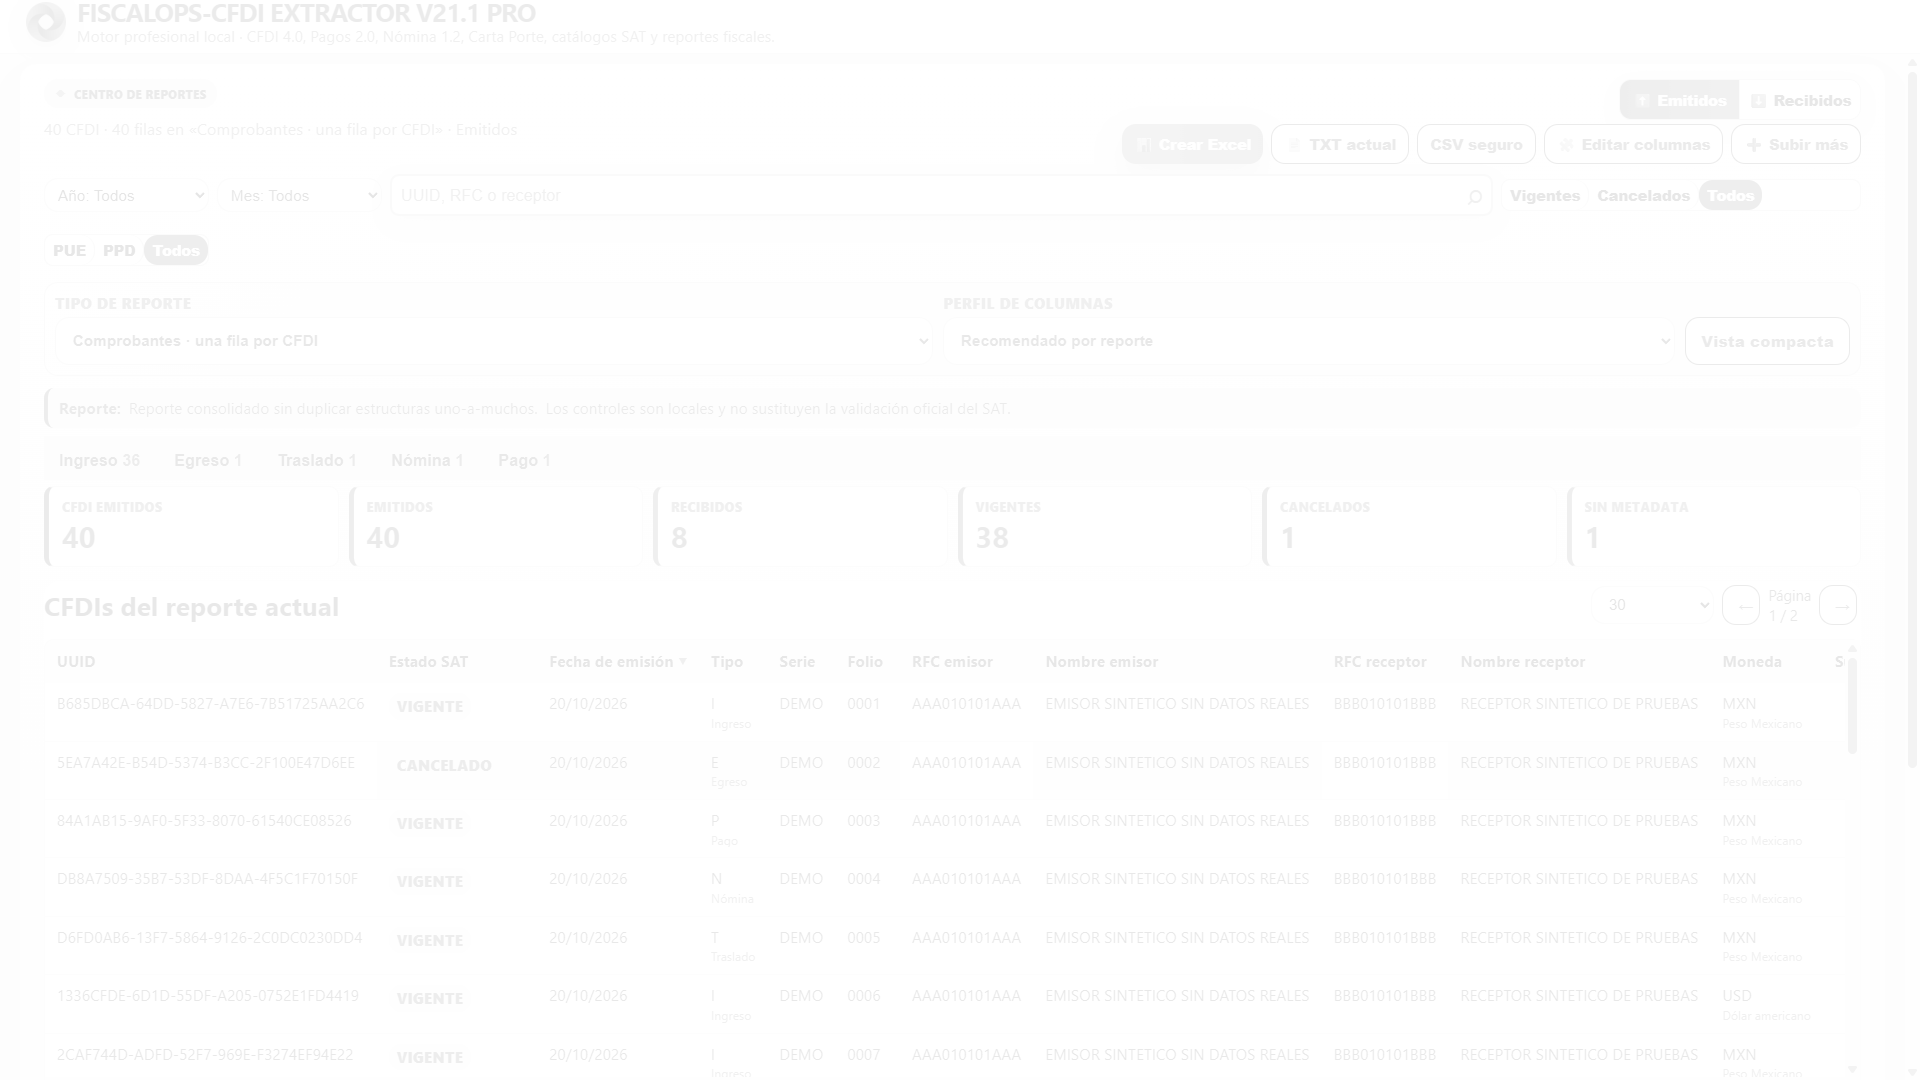 FISCALOPS-CFDI EXTRACTOR V21.1 PRO
Motor profesional local · CFDI 4.0, Pagos 2.0, Nómina 1.2, Carta Porte, catálogos SAT y reportes fiscales.
CENTRO DE REPORTES
Emitidos Recibidos
40 CFDI · 40 filas en «Comprobantes · una fila por CFDI» · Emitidos
Crear Excel TXT actual CSV seguro Editar columnas Subir más
Año: Todos Mes: Todos UUID, RFC o receptor Vigentes Cancelados Todos
PUE PPD Todos
TIPO DE REPORTE PERFIL DE COLUMNAS
Comprobantes · una fila por CFDI Recomendado por reporte Vista compacta
Reporte: Reporte consolidado sin duplicar estructuras uno-a-muchos. Los controles son locales y no sustituyen la validación oficial del SAT.
Ingreso 36 Egreso 1 Traslado 1 Nómina 1 Pago 1
CFDI EMITIDOS EMITIDOS RECIBIDOS VIGENTES CANCELADOS SIN METADATA
40 40 8 38 1 1
CFDIs del reporte actual 30 ← Página 1 / 2 →
UUID Estado SAT Fecha de emisión Tipo Serie Folio RFC emisor Nombre emisor RFC receptor Nombre receptor Moneda S
B685DBCA-64DD-5827-A7E6-7B51725AA2C6 VIGENTE 20/10/2026 I DEMO 0001 AAA010101AAA EMISOR SINTETICO SIN DATOS REALES BBB010101BBB RECEPTOR SINTETICO DE PRUEBAS MXN
Ingreso Peso Mexicano
5EA7A42E-B54D-5374-B3CC-2F100E47D6EE CANCELADO 20/10/2026 E DEMO 0002 AAA010101AAA EMISOR SINTETICO SIN DATOS REALES BBB010101BBB RECEPTOR SINTETICO DE PRUEBAS MXN
Egreso Peso Mexicano
84A1AB15-9AF0-5F33-8070-61540CE08526 VIGENTE 20/10/2026 P DEMO 0003 AAA010101AAA EMISOR SINTETICO SIN DATOS REALES BBB010101BBB RECEPTOR SINTETICO DE PRUEBAS MXN
Pago Peso Mexicano
DB8A7509-35B7-53DF-8DAA-4F5C1F70150F VIGENTE 20/10/2026 N DEMO 0004 AAA010101AAA EMISOR SINTETICO SIN DATOS REALES BBB010101BBB RECEPTOR SINTETICO DE PRUEBAS MXN
Nómina Peso Mexicano
D6FD0AB6-13F7-5864-9126-2C0DC0230DD4 VIGENTE 20/10/2026 T DEMO 0005 AAA010101AAA EMISOR SINTETICO SIN DATOS REALES BBB010101BBB RECEPTOR SINTETICO DE PRUEBAS MXN
Traslado Peso Mexicano
1336CFDE-6D1D-55DF-A205-0752E1FD4419 VIGENTE 20/10/2026 I DEMO 0006 AAA010101AAA EMISOR SINTETICO SIN DATOS REALES BBB010101BBB RECEPTOR SINTETICO DE PRUEBAS USD
Ingreso Dólar americano
2CAF744D-ADFD-52F7-969E-F3274EF94E22 VIGENTE 20/10/2026 I DEMO 0007 AAA010101AAA EMISOR SINTETICO SIN DATOS REALES BBB010101BBB RECEPTOR SINTETICO DE PRUEBAS MXN
Ingreso Peso Mexicano